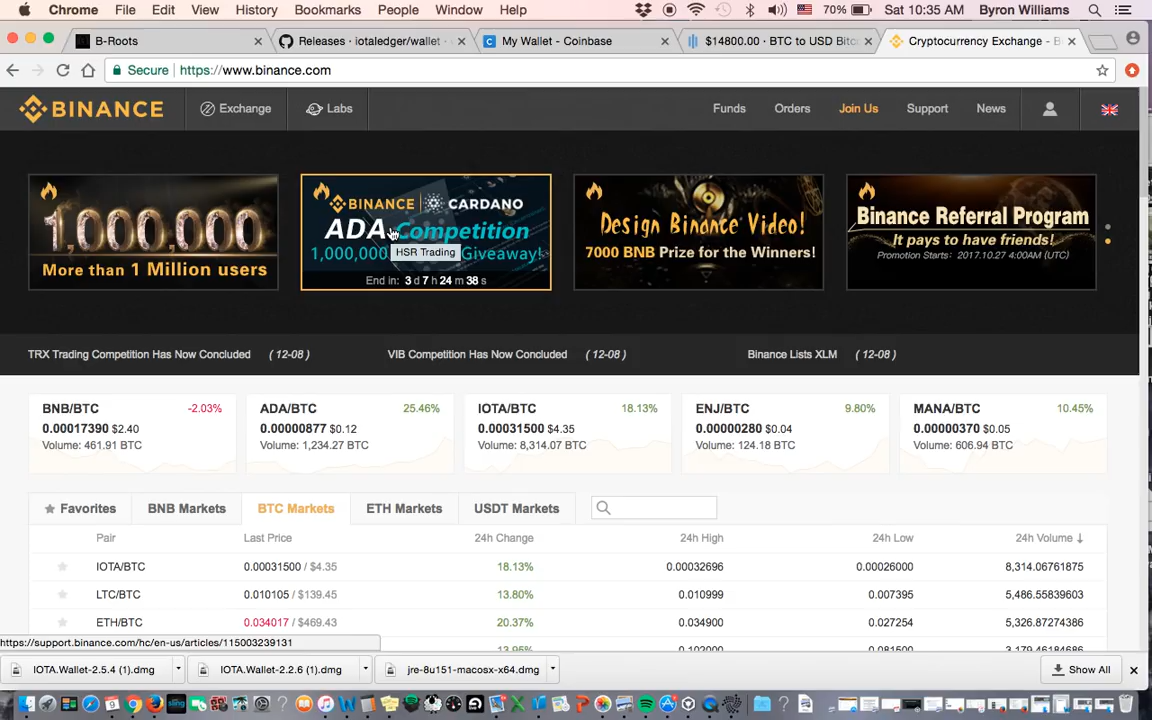 Chrome File Edit View History Bookmarks People Window Help 70% Sat 10:35 AM Byron Williams
B-Roots Releases · iotaledger/wallet · My Wallet - Coinbase $14800.00 · BTC to USD Bitc Cryptocurrency Exchange - B
Secure https://www.binance.com
BINANCE Exchange Labs Funds Orders Join Us Support News
1,000,000
More than 1 Million users
BINANCE CARDANO
ADA Competition
1,000,000 Giveaway!
HSR Trading
End in: 3 d 7 h 24 m 38 s
Design Binance Video!
7000 BNB Prize for the Winners!
Binance Referral Program
It pays to have friends!
Promotion Starts: 2017.10.27 4:00AM (UTC)
TRX Trading Competition Has Now Concluded ( 12-08 ) VIB Competition Has Now Concluded ( 12-08 ) Binance Lists XLM ( 12-08 )
BNB/BTC -2.03% ADA/BTC 25.46% IOTA/BTC 18.13% ENJ/BTC 9.80% MANA/BTC 10.45%
0.00017390 $2.40 0.00000877 $0.12 0.00031500 $4.35 0.00000280 $0.04 0.00000370 $0.05
Volume: 461.91 BTC Volume: 1,234.27 BTC Volume: 8,314.07 BTC Volume: 124.18 BTC Volume: 606.94 BTC
Favorites BNB Markets BTC Markets ETH Markets USDT Markets
Pair Last Price 24h Change 24h High 24h Low 24h Volume ↓
IOTA/BTC 0.00031500 / $4.35 18.13% 0.00032696 0.00026000 8,314.06761875
LTC/BTC 0.010105 / $139.45 13.80% 0.010999 0.007395 5,486.55839603
ETH/BTC 0.034017 / $469.43 20.37% 0.034900 0.027254 5,326.87274386
https://support.binance.com/hc/en-us/articles/115003239131
IOTA.Wallet-2.5.4 (1).dmg IOTA.Wallet-2.2.6 (1).dmg jre-8u151-macosx-x64.dmg Show All